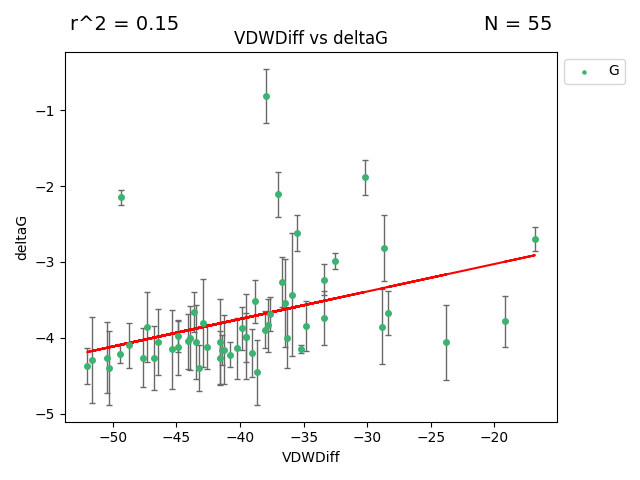 r^2 = 0.15
N = 55
VDWDiff vs deltaG
G
−1
−2
−3
−4
−5
deltaG
−50
−45
−40
−35
−30
−25
−20
VDWDiff